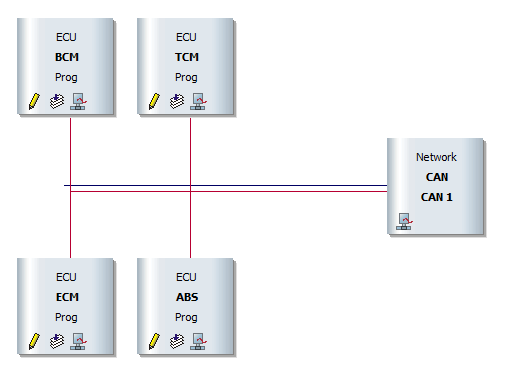 ECU
BCM
Prog
ECU
TCM
Prog
Network
CAN
CAN 1
ECU
ECM
Prog
ECU
ABS
Prog